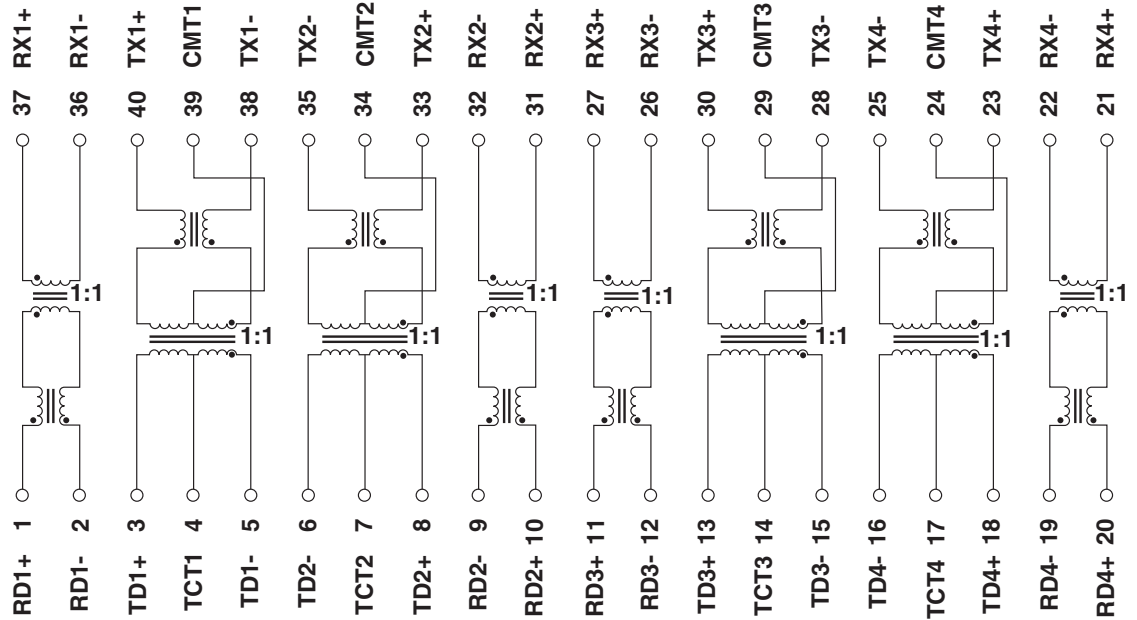 RX1+ RX1- TX1+ CMT1 TX1- TX2- CMT2 TX2+ RX2- RX2+ RX3+ RX3- TX3+ CMT3 TX3- TX4- CMT4 TX4+ RX4- RX4+
37 36 40 39 38 35 34 33 32 31 27 26 30 29 28 25 24 23 22 21
1:1 1:1 1:1 1:1
1:1 1:1 1:1 1:1
1 2 3 4 5 6 7 8 9 10 11 12 13 14 15 16 17 18 19 20
RD1+ RD1- TD1+ TCT1 TD1- TD2- TCT2 TD2+ RD2- RD2+ RD3+ RD3- TD3+ TCT3 TD3- TD4- TCT4 TD4+ RD4- RD4+